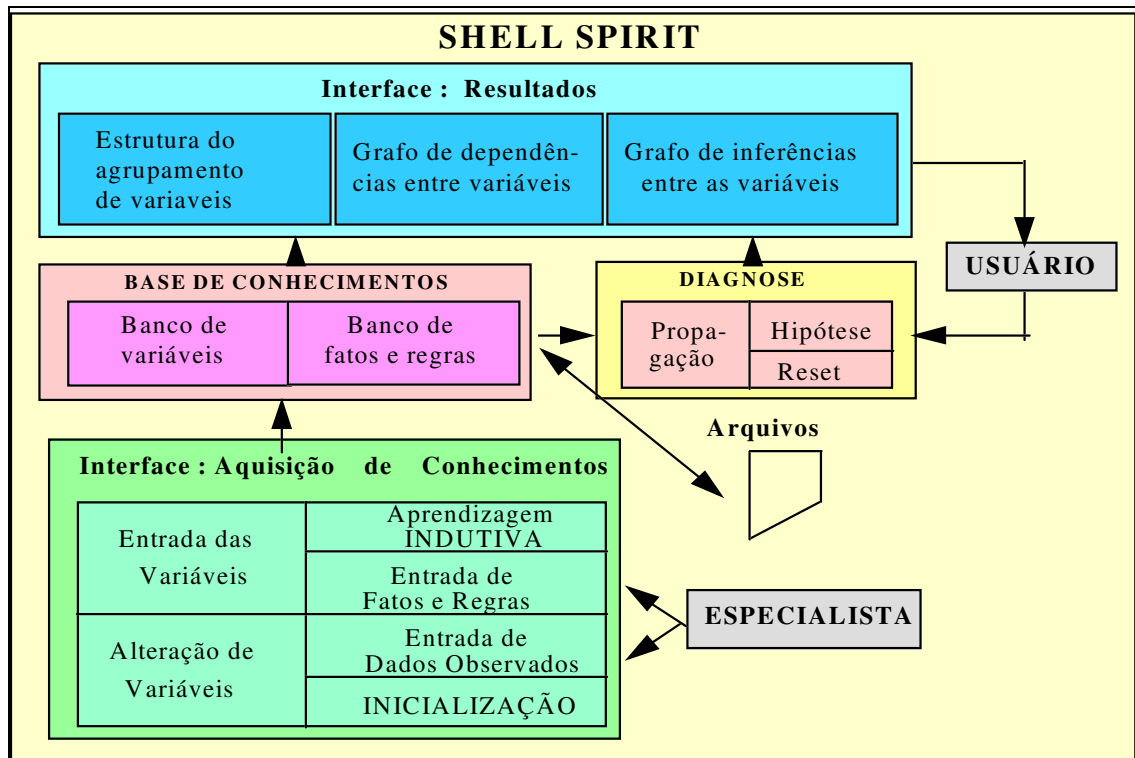 SHELL SPIRIT
Interface : Resultados
Estrutura do
agrupamento
de variaveis
Grafo de dependên-
cias entre variáveis
Grafo de inferências
entre as variáveis
USUÁRIO
BASE DE CONHECIMENTOS
Banco de
variáveis
Banco de
fatos e regras
DIAGNOSE
Propa-
gação
Hipótese
Reset
Arquivos
Interface : Aquisição de Conhecimentos
Entrada das
Variáveis
Aprendizagem
INDUTIVA
Entrada de
Fatos e Regras
Alteração de
Variáveis
Entrada de
Dados Observados
INICIALIZAÇÃO
ESPECIALISTA